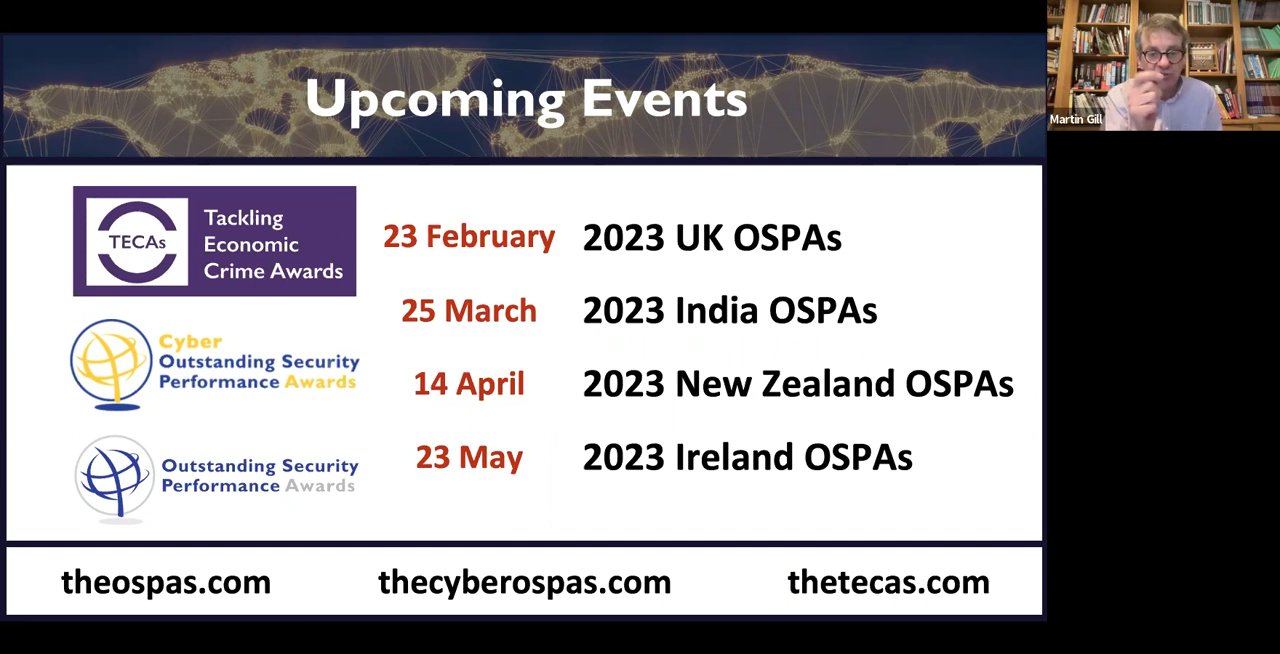 Upcoming Events
Martin Gill
TECAs
Tackling
Economic
Crime Awards
Cyber
Outstanding Security
Performance Awards
Outstanding Security
Performance Awards
23 February 2023 UK OSPAs
25 March 2023 India OSPAs
14 April 2023 New Zealand OSPAs
23 May 2023 Ireland OSPAs
theospas.com thecyberospas.com thetecas.com